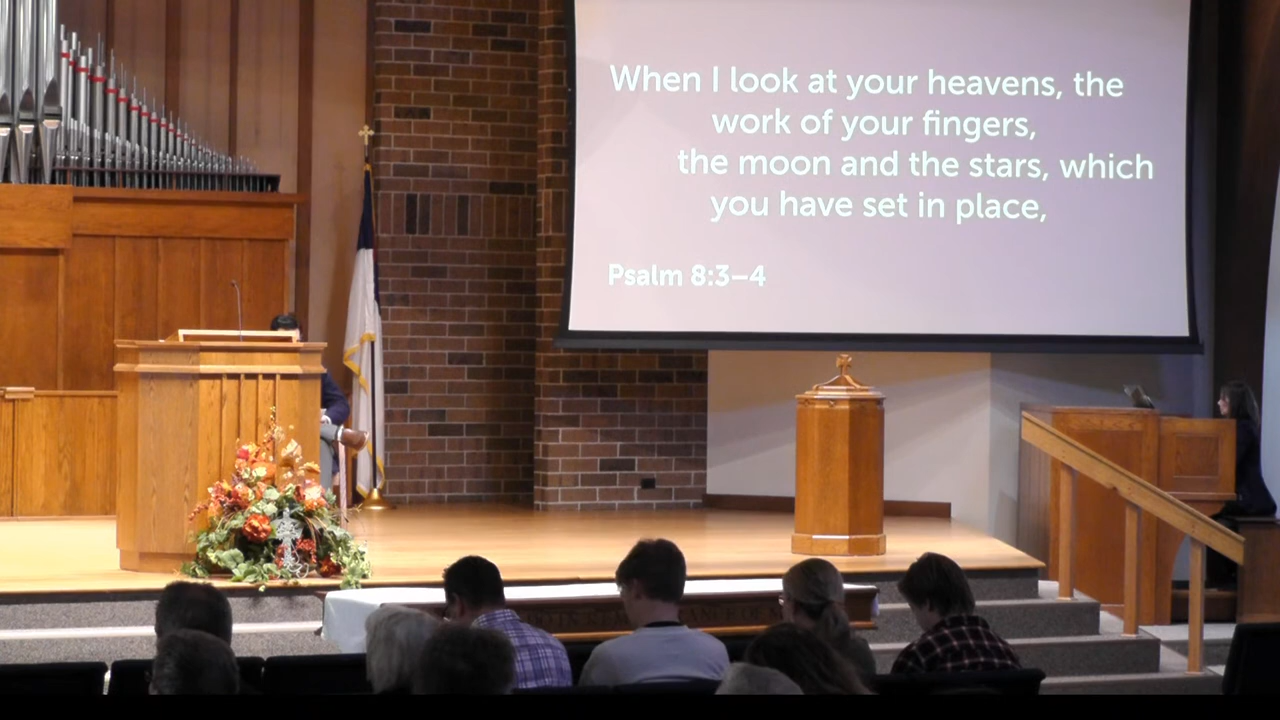 When I look at your heavens, the
work of your fingers,
the moon and the stars, which
you have set in place,
Psalm 8:3–4